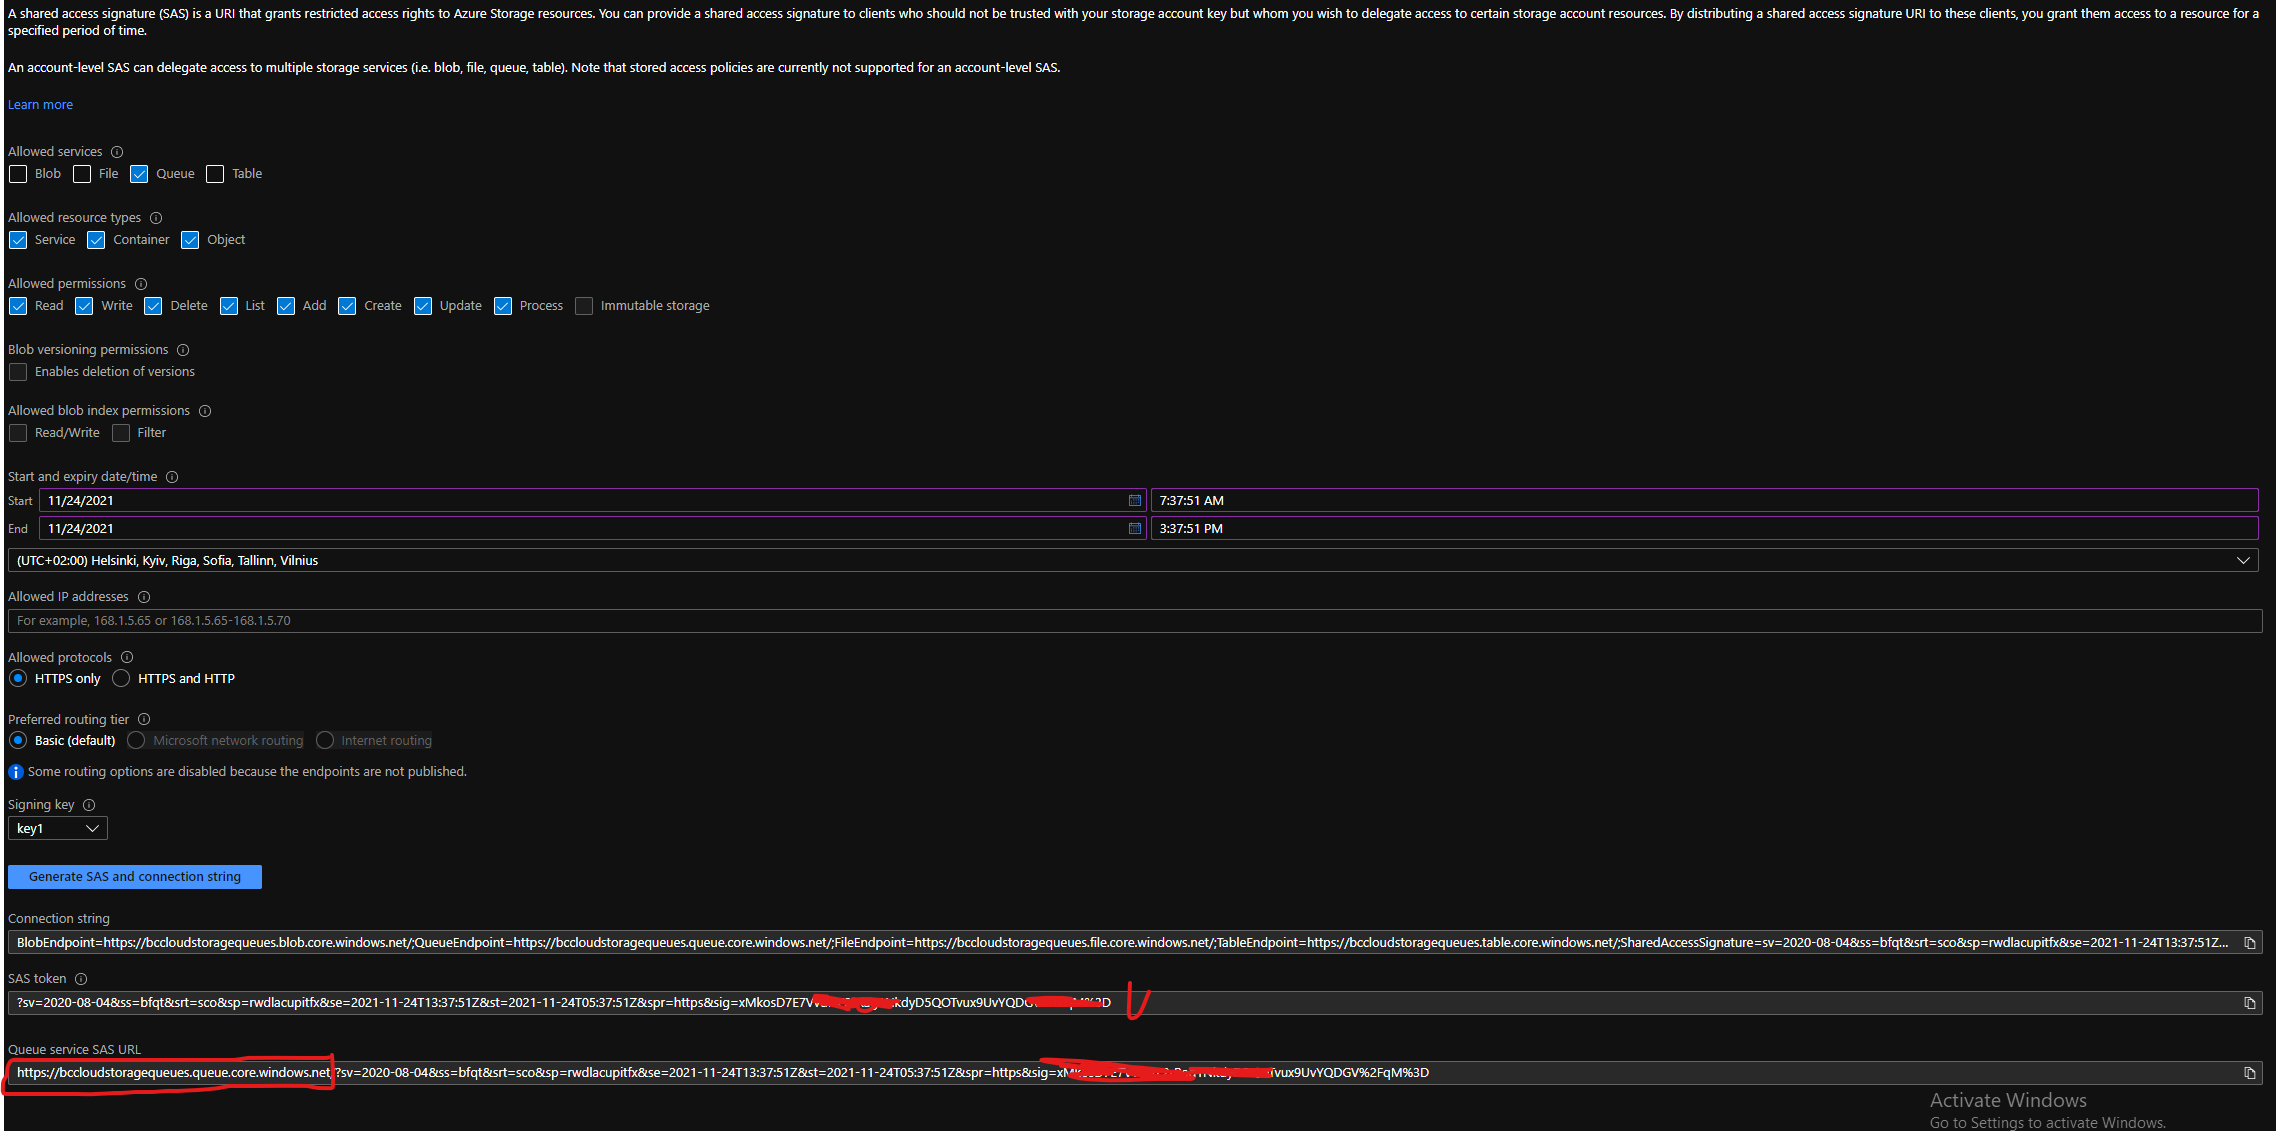 A shared access signature (SAS) is a URI that grants restricted access rights to Azure Storage resources. You can provide a shared access signature to clients who should not be trusted with your storage account key but whom you wish to delegate access to certain storage account resources. By distributing a shared access signature URI to these clients, you grant them access to a resource for a
specified period of time.
An account-level SAS can delegate access to multiple storage services (i.e. blob, file, queue, table). Note that stored access policies are currently not supported for an account-level SAS.
Learn more
Allowed services
Blob File Queue Table
Allowed resource types
Service Container Object
Allowed permissions
Read Write Delete List Add Create Update Process Immutable storage
Blob versioning permissions
Enables deletion of versions
Allowed blob index permissions
Read/Write Filter
Start and expiry date/time
Start 11/24/2021 7:37:51 AM
End 11/24/2021 3:37:51 PM
(UTC+02:00) Helsinki, Kyiv, Riga, Sofia, Tallinn, Vilnius
Allowed IP addresses
For example, 168.1.5.65 or 168.1.5.65-168.1.5.70
Allowed protocols
HTTPS only HTTPS and HTTP
Preferred routing tier
Basic (default) Microsoft network routing Internet routing
Some routing options are disabled because the endpoints are not published.
Signing key
key1
Generate SAS and connection string
Connection string
BlobEndpoint=https://bccloudstoragequeues.blob.core.windows.net/;QueueEndpoint=https://bccloudstoragequeues.queue.core.windows.net/;FileEndpoint=https://bccloudstoragequeues.file.core.windows.net/;TableEndpoint=https://bccloudstoragequeues.table.core.windows.net/;SharedAccessSignature=sv=2020-08-04&ss=bfqt&srt=sco&sp=rwdlacupitfx&se=2021-11-24T13:37:51Z...
SAS token
?sv=2020-08-04&ss=bfqt&srt=sco&sp=rwdlacupitfx&se=2021-11-24T13:37:51Z&st=2021-11-24T05:37:51Z&spr=https&sig=
Queue service SAS URL
https://bccloudstoragequeues.queue.core.windows.net/?sv=2020-08-04&ss=bfqt&srt=sco&sp=rwdlacupitfx&se=2021-11-24T13:37:51Z&st=2021-11-24T05:37:51Z&spr=https&sig=
Activate Windows
Go to Settings to activate Windows.